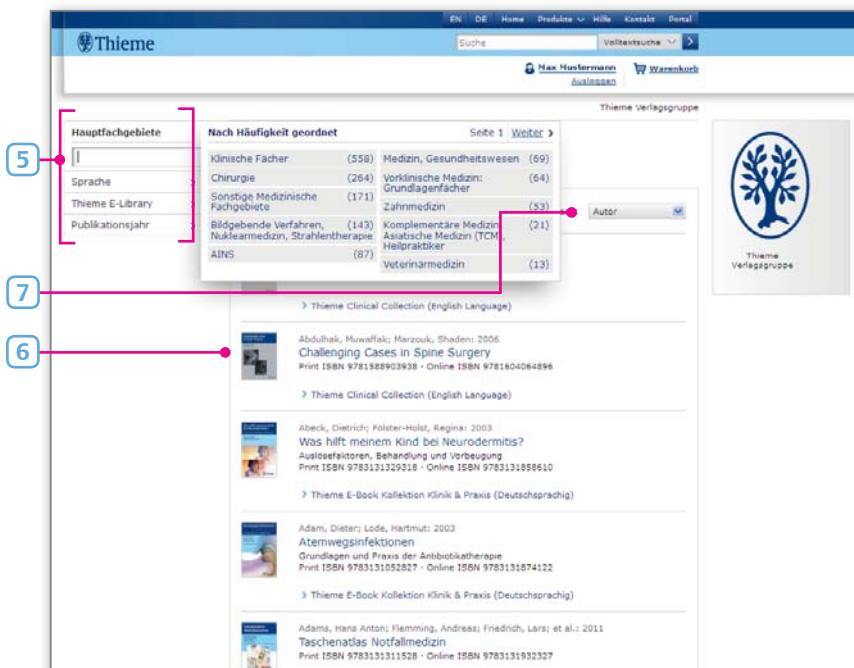 EN DE Home Produkte Hilfe Kontakt Portal
Thieme
Suche
Volltextsuche
Max Mustermann
Warenkorb
Ausloggen
Thieme Verlagsgruppe
Hauptfachgebiete
Sprache
Thieme E-Library
Publikationsjahr
5
Nach Häufigkeit geordnet
Seite 1 Weiter
Klinische Fächer (558)
Chirurgie (264)
Sonstige Medizinische (171)
Fachgebiete
Bildgebende Verfahren, (143)
Nuklearmedizin, Strahlentherapie
AINS (87)
Medizin, Gesundheitswesen (69)
Vorklinische Medizin: (64)
Grundlagenfächer
Zahnmedizin (53)
Komplementäre Medizin, (21)
Asiatische Medizin (TCM),
Heilpraktiker
Veterinärmedizin (13)
Autor
7
Thieme
Verlagsgruppe
> Thieme Clinical Collection (English Language)
6
Abdulhak, Muwaffak; Marzouk, Shaden: 2006
Challenging Cases in Spine Surgery
Print ISBN 9781588903938 · Online ISBN 9781604064896
> Thieme Clinical Collection (English Language)
Abeck, Dietrich; Fölster-Holst, Regina: 2003
Was hilft meinem Kind bei Neurodermitis?
Auslösefaktoren, Behandlung und Vorbeugung
Print ISBN 9783131329318 · Online ISBN 9783131858610
> Thieme E-Book Kollektion Klinik & Praxis (Deutschsprachig)
Adam, Dieter; Lode, Hartmut: 2003
Atemwegsinfektionen
Grundlagen und Praxis der Antibiotikatherapie
Print ISBN 9783131052827 · Online ISBN 9783131874122
> Thieme E-Book Kollektion Klinik & Praxis (Deutschsprachig)
Adams, Hans Anton; Flemming, Andreas; Friedrich, Lars; et al.: 2011
Taschenatlas Notfallmedizin
Print ISBN 9783131311528 · Online ISBN 9783131932327